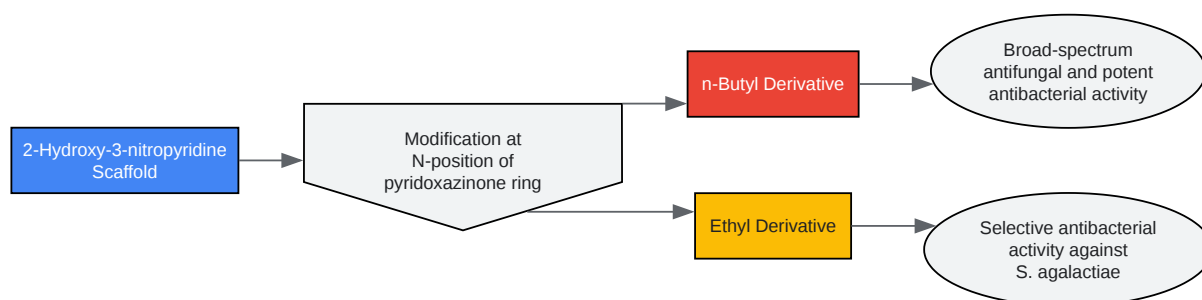 2-Hydroxy-3-nitropyridine
Scaffold
Modification at
N-position of
pyridoxazinone ring
n-Butyl Derivative
Broad-spectrum
antifungal and potent
antibacterial activity
Ethyl Derivative
Selective antibacterial
activity against
S. agalactiae